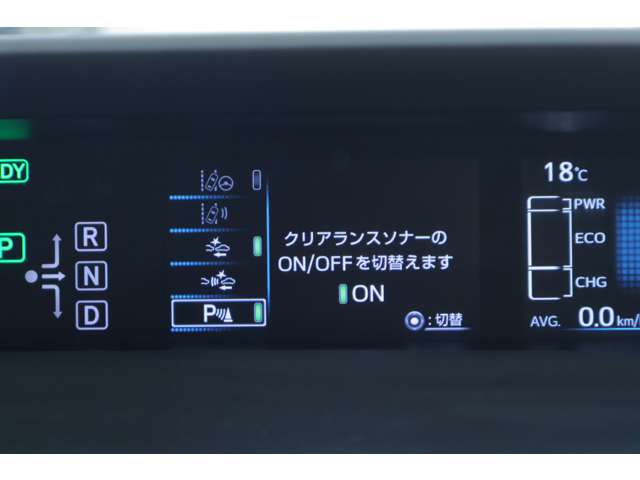 DY
P
R
N
D
P
クリアランスソナーの
ON/OFFを切替えます
ON
:切替
18℃
PWR
ECO
CHG
AVG. 0.0 km/